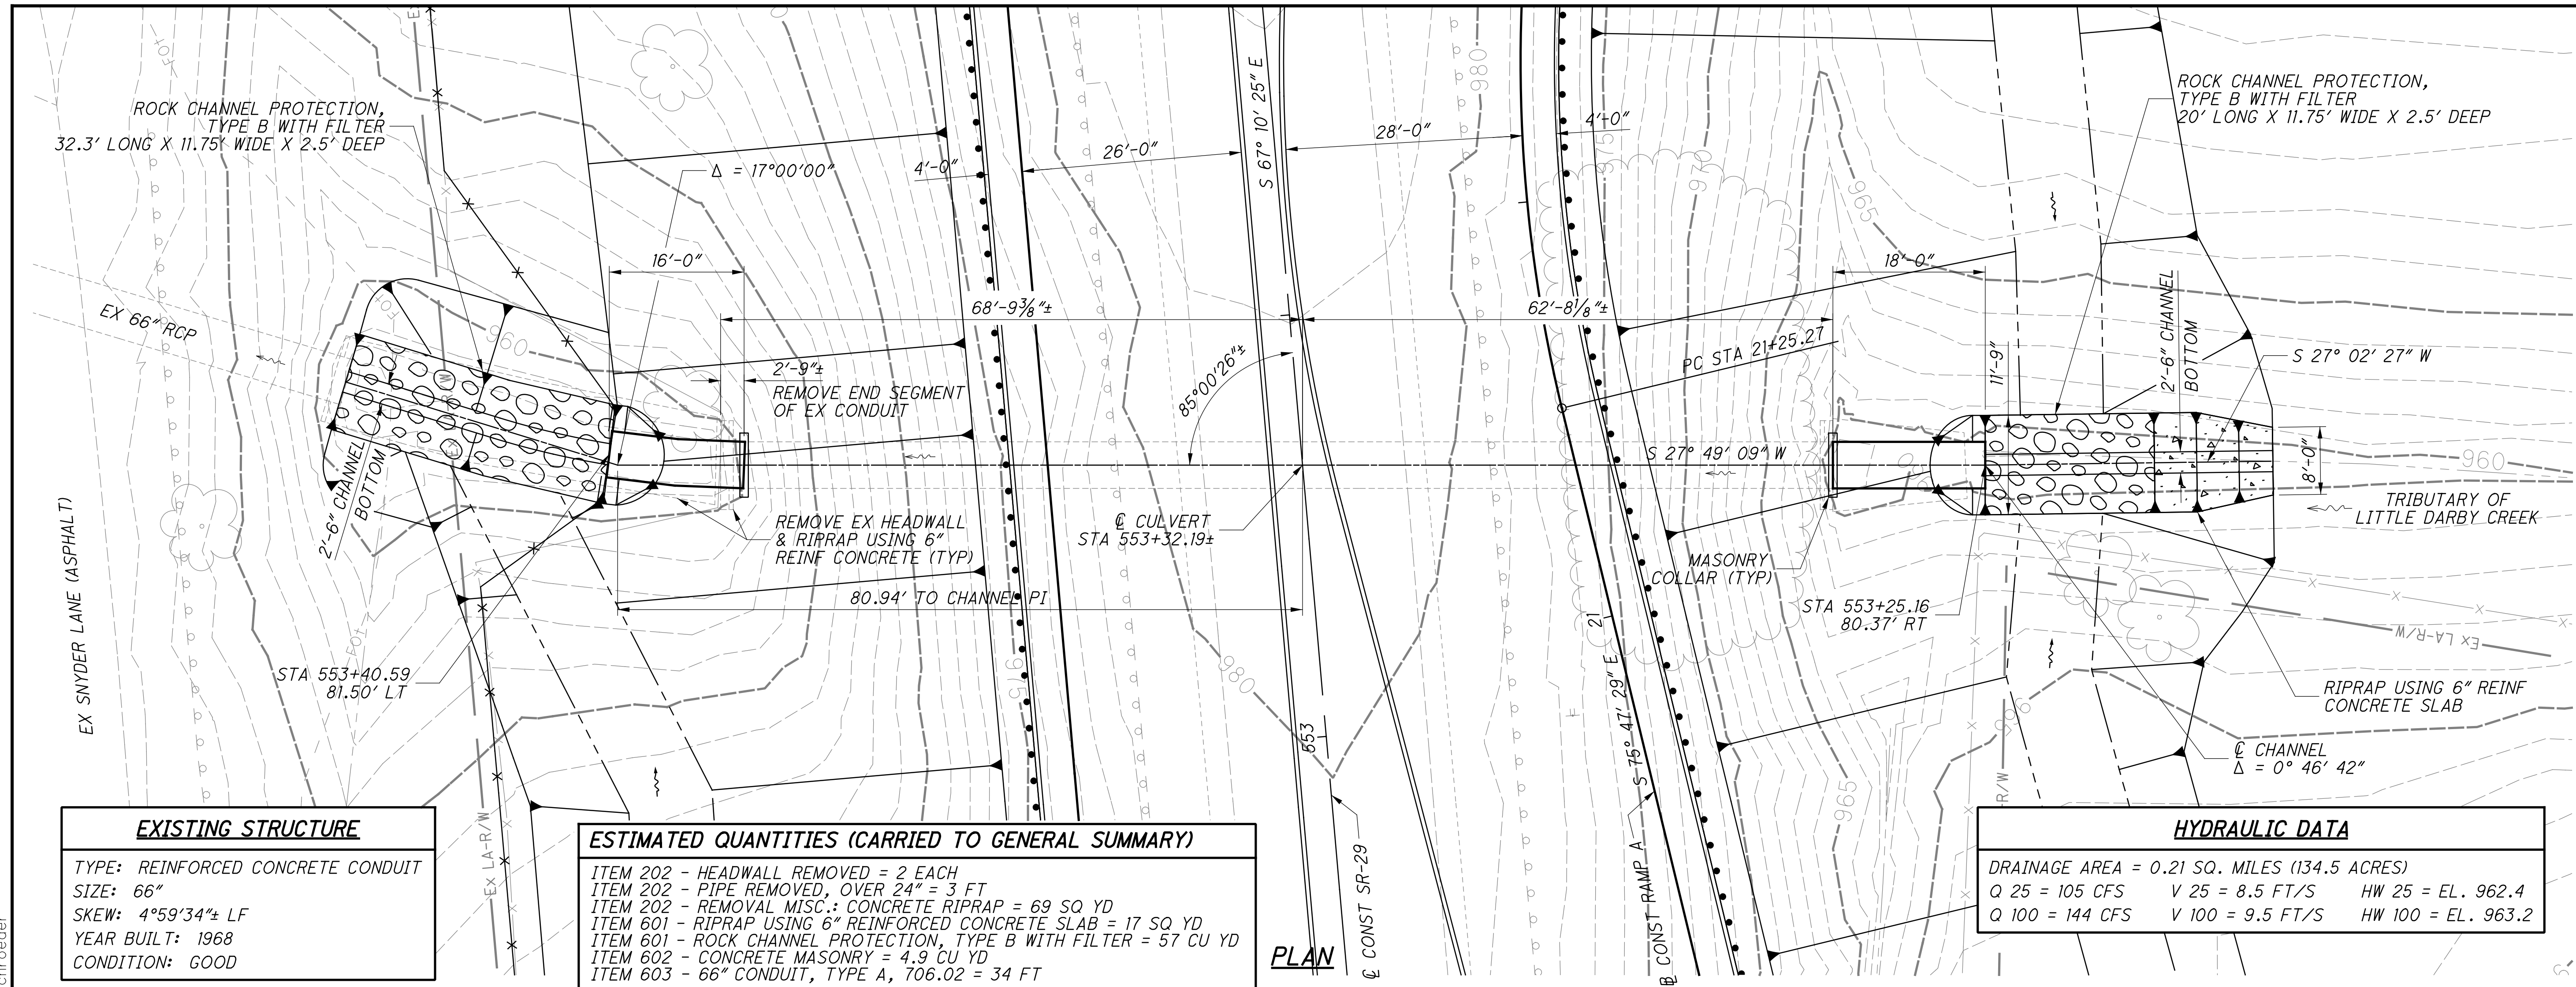 ROCK CHANNEL PROTECTION,
TYPE B WITH FILTER
32.3' LONG X 11.75' WIDE X 2.5' DEEP
Δ = 17°00'00"
4'-0"
26'-0"
S 67° 10' 25" E
28'-0"
4'-0"
980
975
970
965
ROCK CHANNEL PROTECTION,
TYPE B WITH FILTER
20' LONG X 11.75' WIDE X 2.5' DEEP
16'-0"
18'-0"
68'-9⅜"±
62'-8⅛"±
EX 66" RCP
960
2'-9"±
REMOVE END SEGMENT
OF EX CONDUIT
85°00'26"±
PC STA 21+25.27
11'-9"
2'-6" CHANNEL
BOTTOM
S 27° 02' 27" W
S 27° 49' 09" W
960
8'-0"
2'-6" CHANNEL
BOTTOM
EX SNYDER LANE (ASPHALT)
REMOVE EX HEADWALL
& RIPRAP USING 6"
REINF CONCRETE (TYP)
℄ CULVERT
STA 553+32.19±
MASONRY
COLLAR (TYP)
TRIBUTARY OF
LITTLE DARBY CREEK
80.94' TO CHANNEL PI
STA 553+25.16
80.37' RT
21
EX LA-R/W
STA 553+40.59
81.50' LT
975
980
553
S 75° 47' 29" E
RIPRAP USING 6" REINF
CONCRETE SLAB
℄ CHANNEL
Δ = 0° 46' 42"
965
EX LA-R/W
℄ CONST SR-29
CONST RAMP A
EXISTING STRUCTURE
TYPE: REINFORCED CONCRETE CONDUIT
SIZE: 66"
SKEW: 4°59'34"± LF
YEAR BUILT: 1968
CONDITION: GOOD
ESTIMATED QUANTITIES (CARRIED TO GENERAL SUMMARY)
ITEM 202 - HEADWALL REMOVED = 2 EACH
ITEM 202 - PIPE REMOVED, OVER 24" = 3 FT
ITEM 202 - REMOVAL MISC.: CONCRETE RIPRAP = 69 SQ YD
ITEM 601 - RIPRAP USING 6" REINFORCED CONCRETE SLAB = 17 SQ YD
ITEM 601 - ROCK CHANNEL PROTECTION, TYPE B WITH FILTER = 57 CU YD
ITEM 602 - CONCRETE MASONRY = 4.9 CU YD
ITEM 603 - 66" CONDUIT, TYPE A, 706.02 = 34 FT
PLAN
HYDRAULIC DATA
DRAINAGE AREA = 0.21 SQ. MILES (134.5 ACRES)
Q 25 = 105 CFS V 25 = 8.5 FT/S HW 25 = EL. 962.4
Q 100 = 144 CFS V 100 = 9.5 FT/S HW 100 = EL. 963.2